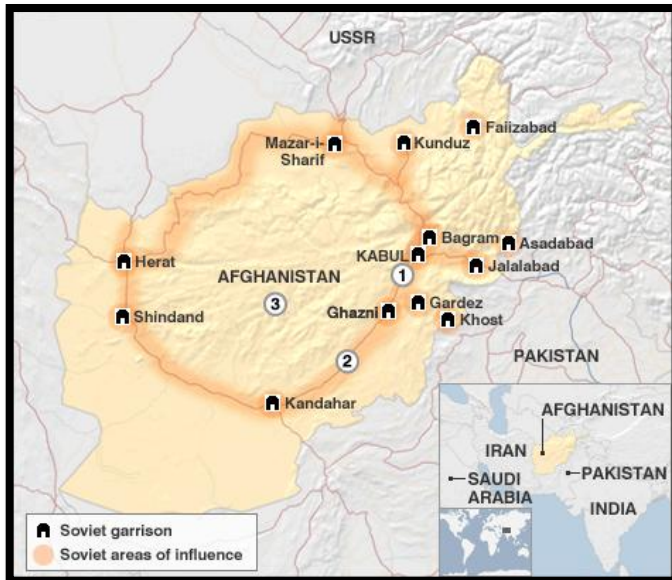 USSR
Faiizabad
Mazar-i-
Sharif
Kunduz
Bagram
Asadabad
KABUL
Herat
AFGHANISTAN
1
Jalalabad
3
Gardez
Shindand
Ghazni
Khost
2
PAKISTAN
Kandahar
AFGHANISTAN
IRAN
PAKISTAN
SAUDI
ARABIA
INDIA
Soviet garrison
Soviet areas of influence